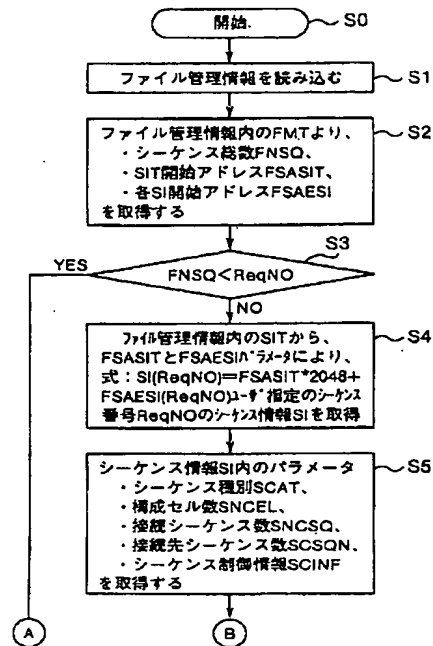 開始. S0
ファイル管理情報を読み込む S1
ファイル管理情報内のFMTより、 S2
・シーケンス総数FNSQ、
・SIT開始アドレスFSASIT、
・各SI開始アドレスFSAESI
を取得する
S3
YES FNSQ<ReqNO
NO
ファイル管理情報内のSITから、 S4
FSASITとFSAESIパラメータにより、
式:SI(ReqNO)=FSASIT*2048+
FSAESI(ReqNO)ユーザ指定のシーケンス
番号ReqNOのシーケンス情報SIを取得
シーケンス情報SI内のパラメータ S5
・シーケンス種別SCAT、
・構成セル数SNCEL、
・接続シーケンス数SNCSQ、
・接続先シーケンス数SCSQN、
・シーケンス制御情報SCINF
を取得する
A B